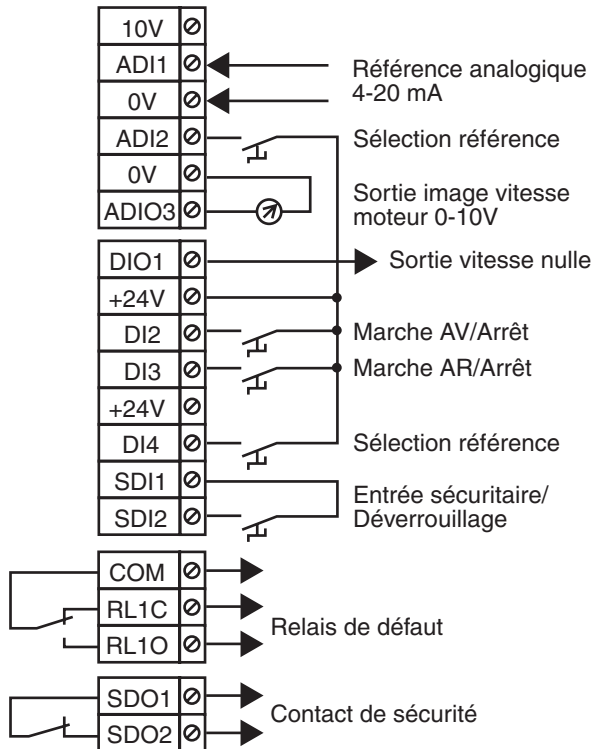 10V
ADI1
Référence analogique
4-20 mA
0V
ADI2
Sélection référence
0V
Sortie image vitesse
moteur 0-10V
ADIO3
DIO1
Sortie vitesse nulle
+24V
DI2
Marche AV/Arrêt
DI3
Marche AR/Arrêt
+24V
DI4
Sélection référence
SDI1
Entrée sécuritaire/
Déverrouillage
SDI2
COM
RL1C
Relais de défaut
RL1O
SDO1
Contact de sécurité
SDO2